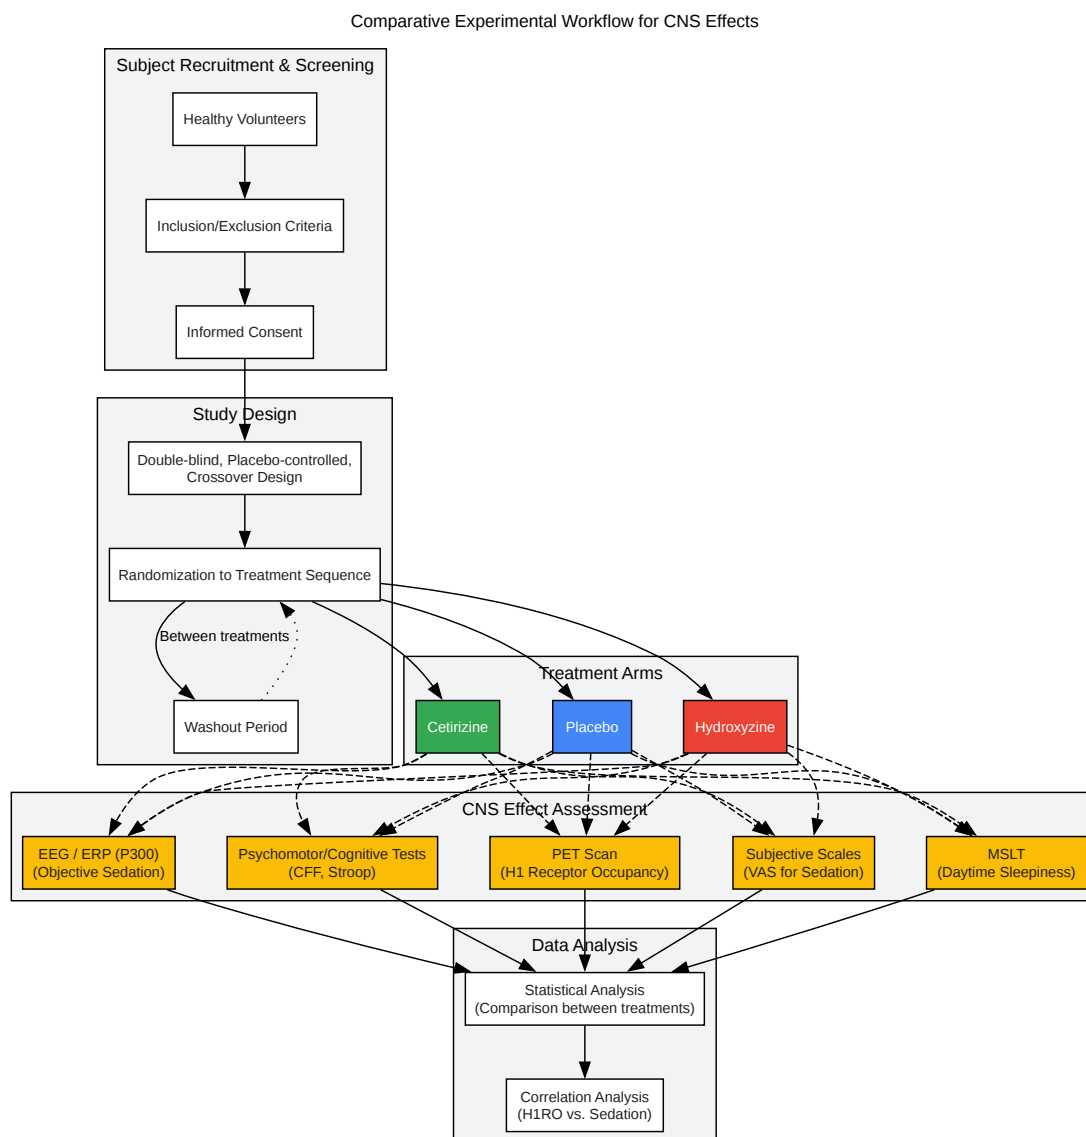 Comparative Experimental Workflow for CNS Effects
Subject Recruitment & Screening
Healthy Volunteers
Inclusion/Exclusion Criteria
Informed Consent
Study Design
Double-blind, Placebo-controlled,
Crossover Design
Randomization to Treatment Sequence
Between treatments
Washout Period
Treatment Arms
Cetirizine
Placebo
Hydroxyzine
CNS Effect Assessment
EEG / ERP (P300)
(Objective Sedation)
Psychomotor/Cognitive Tests
(CFF, Stroop)
PET Scan
(H1 Receptor Occupancy)
Subjective Scales
(VAS for Sedation)
MSLT
(Daytime Sleepiness)
Data Analysis
Statistical Analysis
(Comparison between treatments)
Correlation Analysis
(H1RO vs. Sedation)